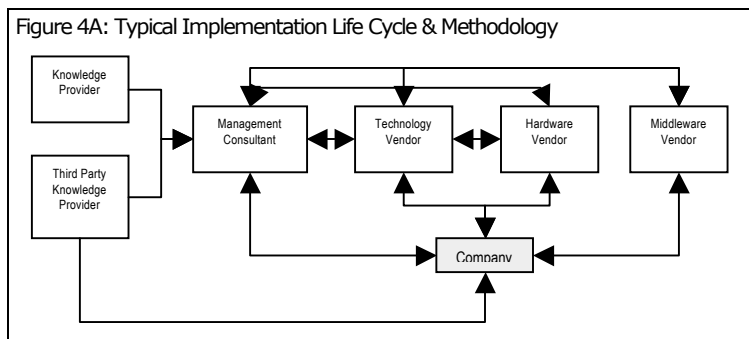 Figure 4A: Typical Implementation Life Cycle & Methodology
Knowledge
Provider
Management
Consultant
Technology
Vendor
Hardware
Vendor
Middleware
Vendor
Third Party
Knowledge
Provider
Company